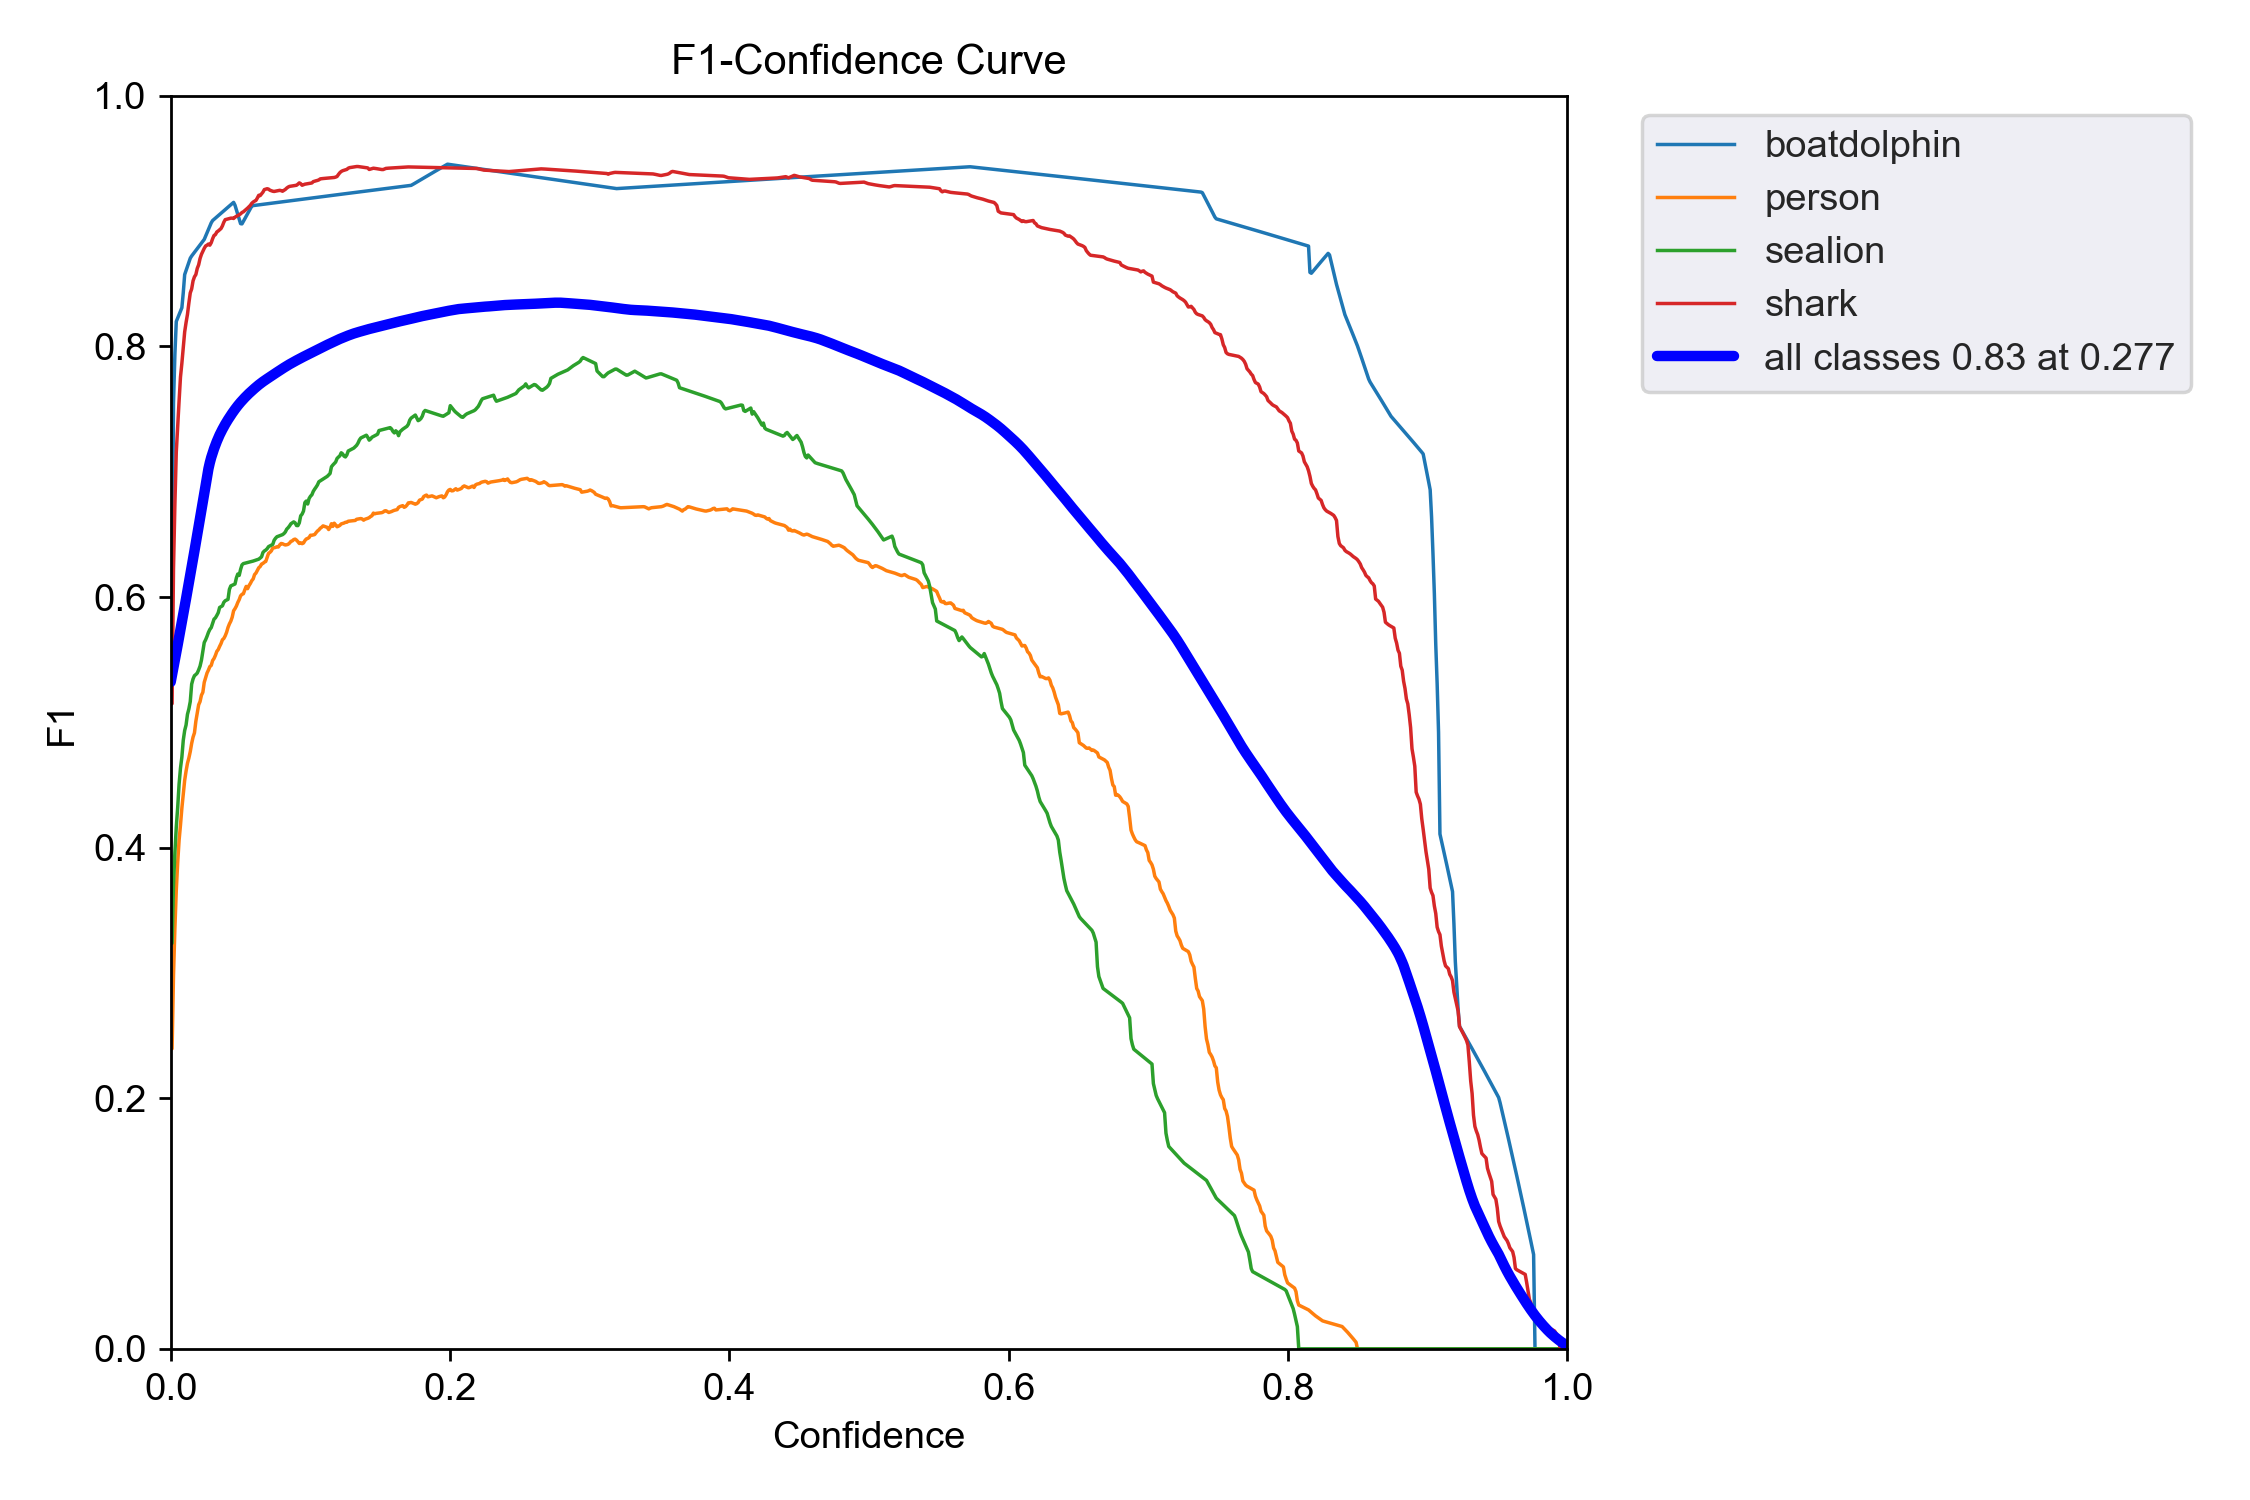 F1-Confidence Curve
1.0
0.8
0.6
0.4
0.2
0.0
F1
0.0 0.2 0.4 0.6 0.8 1.0
Confidence
boatdolphin
person
sealion
shark
all classes 0.83 at 0.277